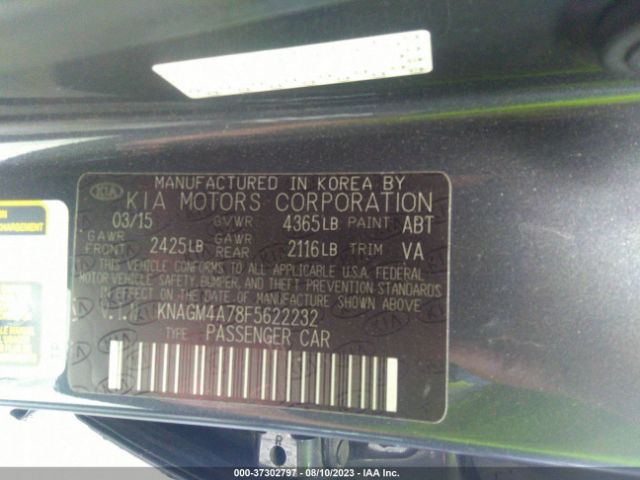 MANUFACTURED IN KOREA BY
KIA KIA MOTORS CORPORATION
03/15 GVWR 4365LB PAINT ABT
GAWR FRONT 2425LB GAWR REAR 2116LB TRIM VA
THIS VEHICLE CONFORMS TO ALL APPLICABLE U.S.A. FEDERAL
MOTOR VEHICLE SAFETY, BUMPER, AND THEFT PREVENTION STANDARDS
IN EFFECT ON THE DATE OF MANUFACTURE SHOWN ABOVE.
V.I.N KNAGM4A78F5622232
TYPE PASSENGER CAR
000-37302797 - 08/10/2023 - IAAI Inc.